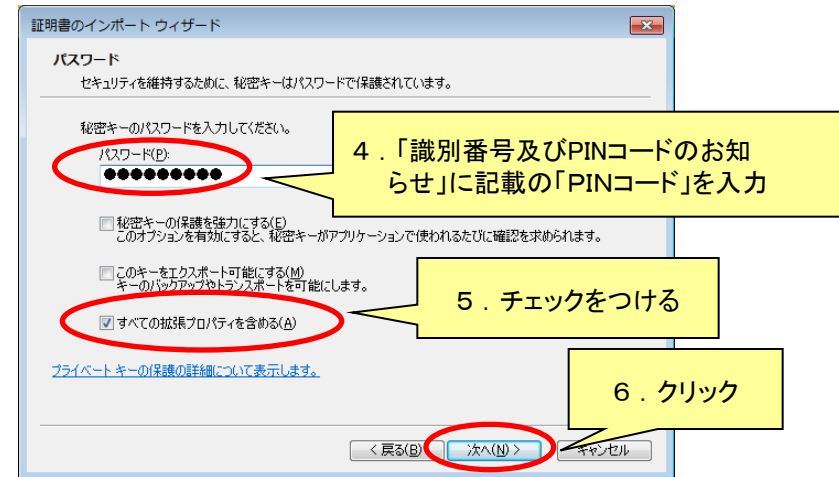 証明書のインポート ウィザード
パスワード
セキュリティを維持するために、秘密キーはパスワードで保護されています。
秘密キーのパスワードを入力してください。
パスワード(P):
●●●●●●●●●
４．「識別番号及びPINコードのお知
らせ」に記載の「PINコード」を入力
秘密キーの保護を強力にする(E)
このオプションを有効にすると、秘密キーがアプリケーションで使われるたびに確認を求められます。
このキーをエクスポート可能にする(M)
キーのバックアップやトランスポートを可能にします。
５．チェックをつける
すべての拡張プロパティを含める(A)
プライベート キーの保護の詳細について表示します。
６．クリック
< 戻る(B)
次へ(N) >
キャンセル